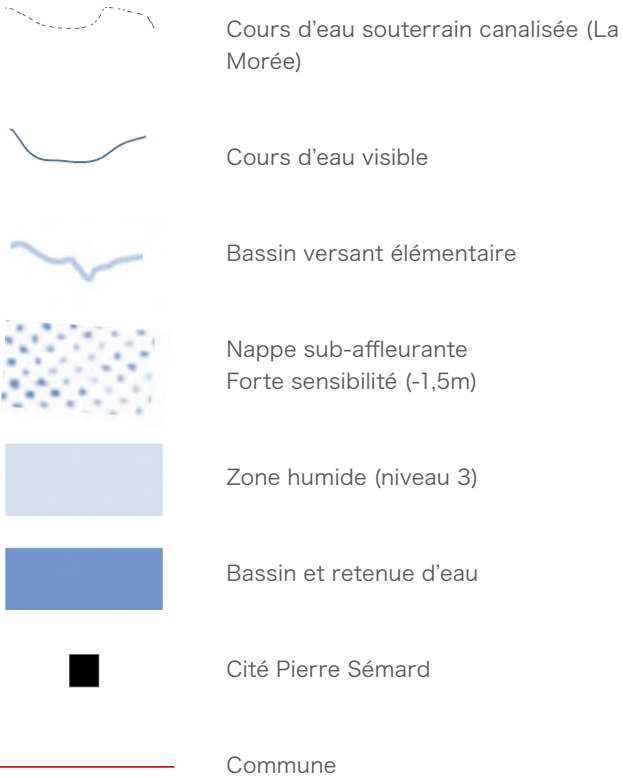 Cours d'eau souterrain canalisée (La
Morée)
Cours d'eau visible
Bassin versant élémentaire
Nappe sub-affleurante
Forte sensibilité (-1,5m)
Zone humide (niveau 3)
Bassin et retenue d'eau
Cité Pierre Sémard
Commune